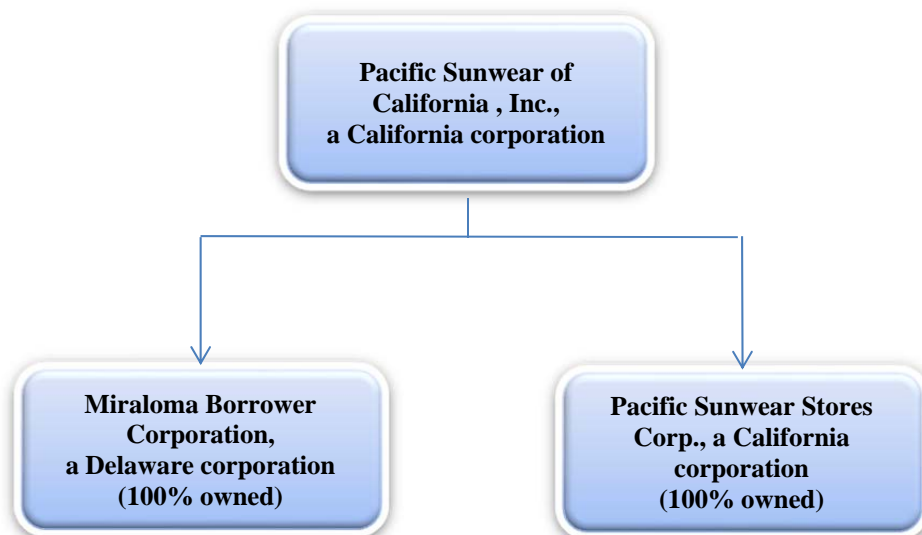 Pacific Sunwear of
California , Inc.,
a California corporation
Miraloma Borrower
Corporation,
a Delaware corporation
(100% owned)
Pacific Sunwear Stores
Corp., a California
corporation
(100% owned)